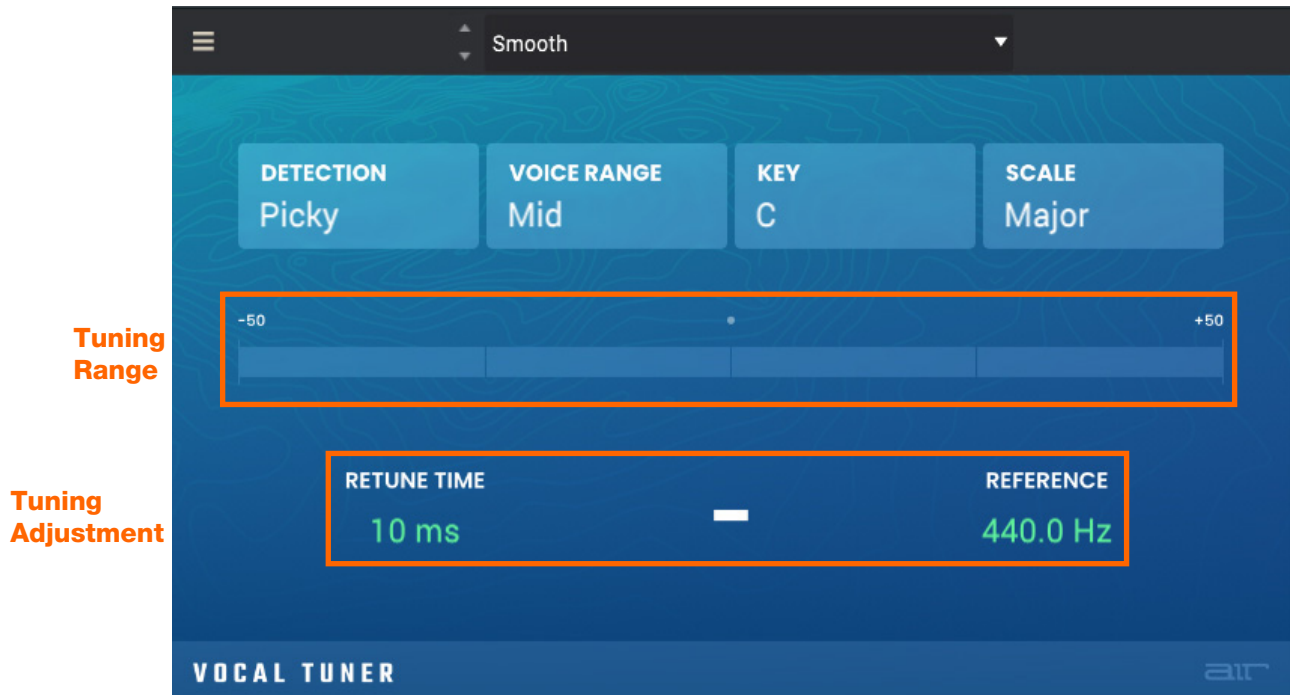 Smooth
DETECTION
Picky
VOICE RANGE
Mid
KEY
C
SCALE
Major
-50
+50
Tuning
Range
RETUNE TIME
10 ms
REFERENCE
440.0 Hz
Tuning
Adjustment
VOCAL TUNER
air